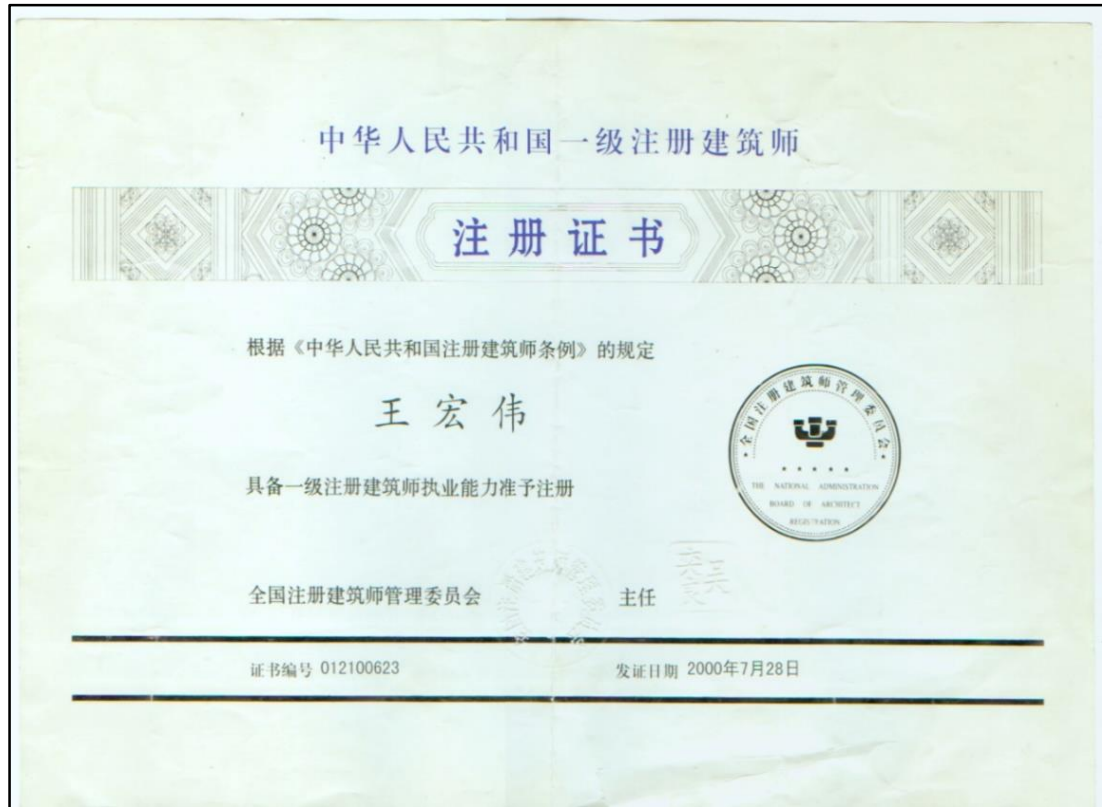 中华人民共和国一级注册建筑师
注册证书
根据《中华人民共和国注册建筑师条例》的规定
王宏伟
具备一级注册建筑师执业能力准予注册
全国注册建筑师管理委员会
THE NATIONAL ADMINISTRATION
BOARD OF ARCHITECT
REGISTRATION
全国注册建筑师管理委员会 主任
证书编号 012100623 发证日期 2000年7月28日